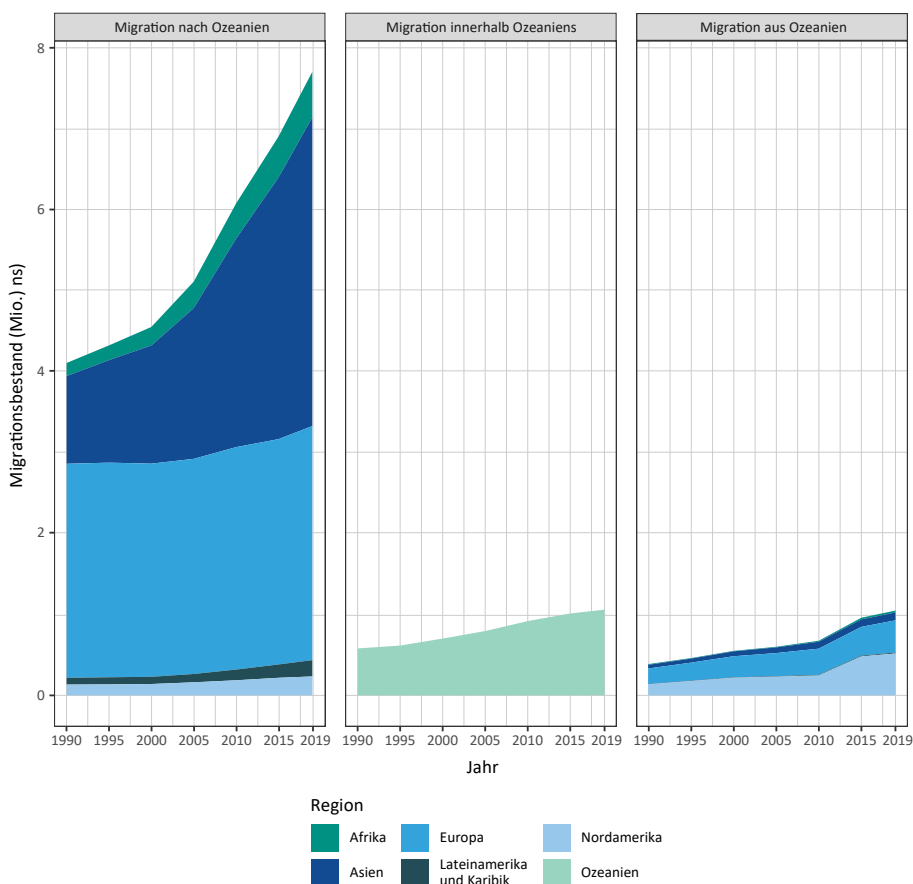 Migration nach Ozeanien
Migration innerhalb Ozeaniens
Migration aus Ozeanien
8
6
4
2
0
Migrationsbestand (Mio.) ns)
1990 1995 2000 2005 2010 2015 2019
1990 1995 2000 2005 2010 2015 2019
1990 1995 2000 2005 2010 2015 2019
Jahr
Region
Afrika
Europa
Nordamerika
Asien
Lateinamerika
und Karibik
Ozeanien